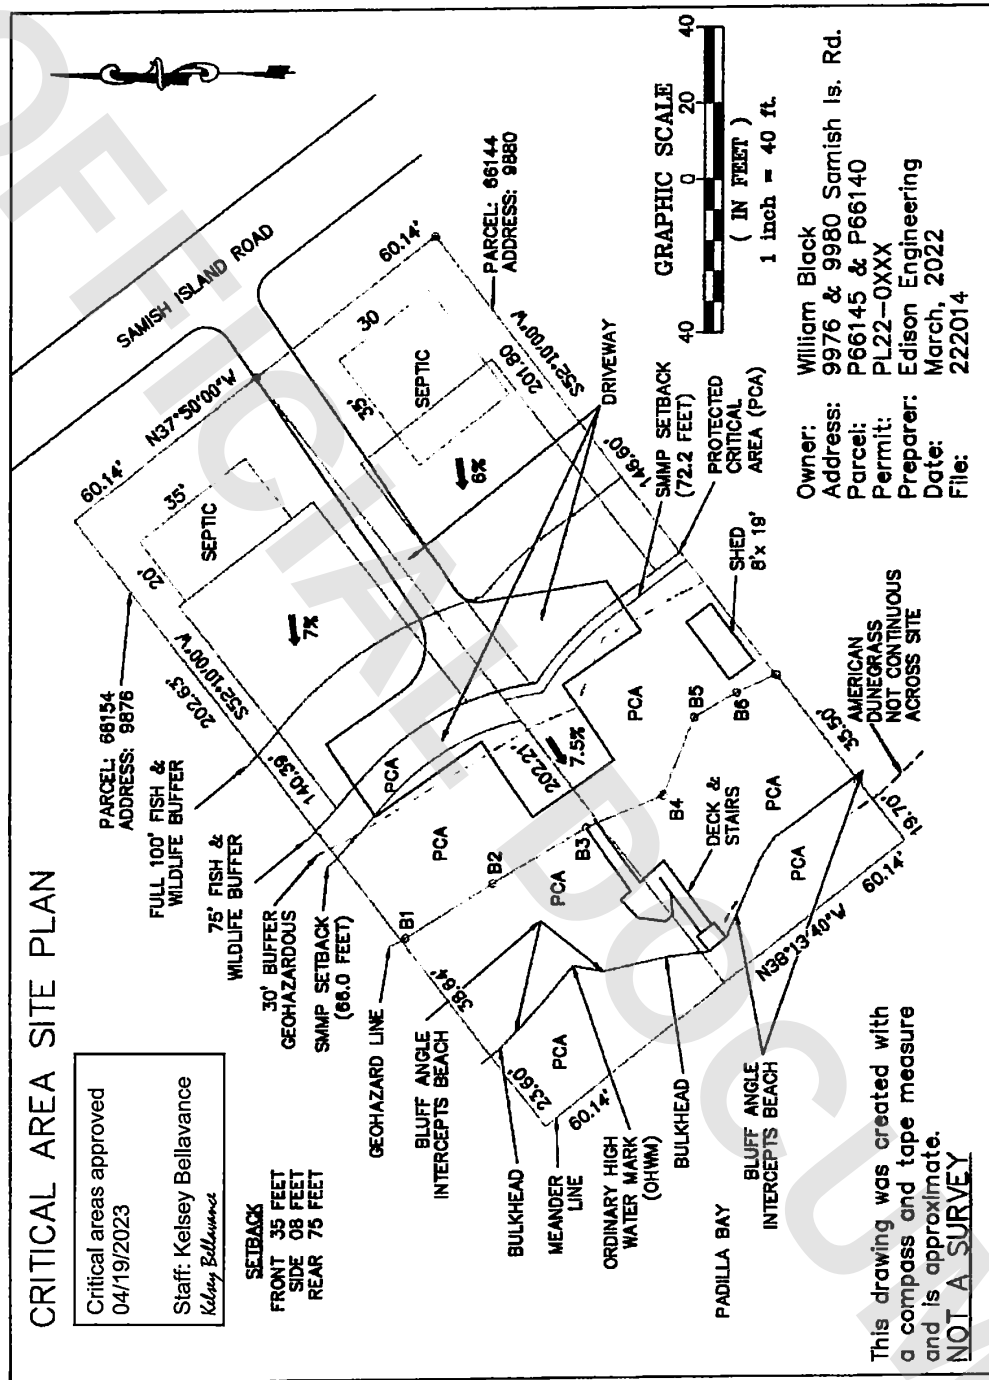 CRITICAL AREA SITE PLAN
Critical areas approved
04/19/2023
Staff: Kelsey Bellavance
Kelsey Bellavance
SETBACK
FRONT 35 FEET
SIDE 08 FEET
REAR 75 FEET
PARCEL: 68154
ADDRESS: 9876
FULL 100' FISH &
WILDLIFE BUFFER
75' FISH &
WILDLIFE BUFFER
30' BUFFER
GEOHAZARDOUS
SMMP SETBACK
(66.0 FEET)
GEOHAZARD LINE
BLUFF ANGLE
INTERCEPTS BEACH
BULKHEAD
MEANDER
LINE
ORDINARY HIGH
WATER MARK
(OHWM)
BULKHEAD
PADILLA BAY
BLUFF ANGLE
INTERCEPTS BEACH
SAMISH ISLAND ROAD
N37°50'00"W
60.14'
60.14'
20'
35'
SEPTIC
7%
S52°10'00"W
202.63'
140.39'
38.64'
23.60'
60.14'
PCA
PCA
PCA
PCA
B1
B2
B3
B4
B5
B6
202.21'
7.5%
30
35'
SEPTIC
6%
S52°10'00"W
201.80
146.60'
PARCEL: 66144
ADDRESS: 9880
DRIVEWAY
SMMP SETBACK
(72.2 FEET)
PROTECTED
CRITICAL
AREA (PCA)
SHED
8'x 19'
PCA
PCA
PCA
DECK &
STAIRS
35.50'
19.70'
60.14'
N38°13'40"W
AMERICAN
DUNEGRASS
NOT CONTINUOUS
ACROSS SITE
GRAPHIC SCALE
40 0 20 40
( IN FEET )
1 inch = 40 ft.
Owner: William Black
Address: 9976 & 9980 Samish Is. Rd.
Parcel: P66145 & P66140
Permit: PL22-0XXX
Preparer: Edison Engineering
Date: March, 2022
File: 222014
This drawing was created with
a compass and tape measure
and is approximate.
NOT A SURVEY
OFFICIAL DOCUM